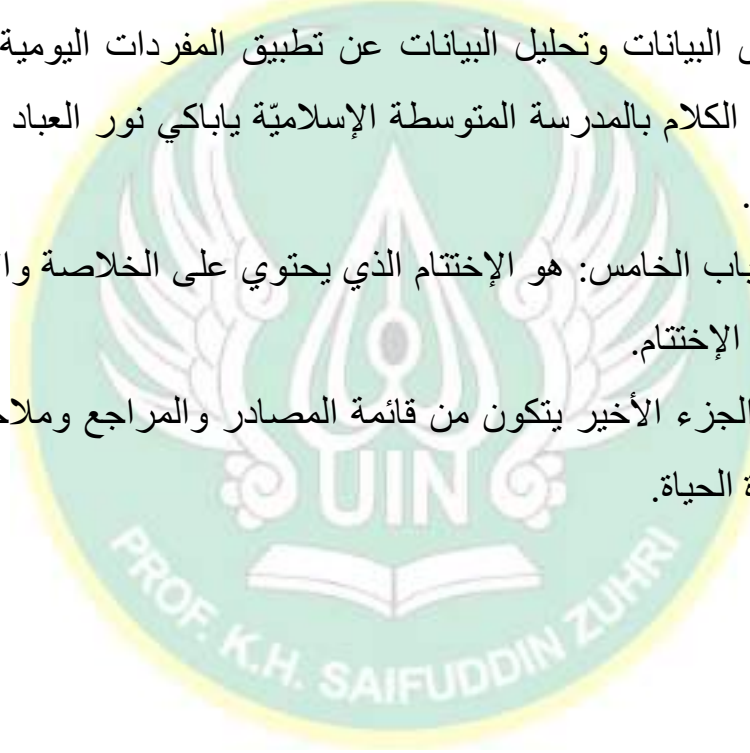 البيانات وتحليل البيانات عن تطبيق المفردات اليومية
الكلام بالمدرسة المتوسطة الإسلاميّة ياباكي نور العباد
.
الخامس: هو الإختتام الذي يحتوي على الخلاصة
الإختتام.
الجزء الأخير يتكون من قائمة المصادر والمراجع
الحياة.
UIN
PROF. K.H. SAIFUDDIN ZUHRI